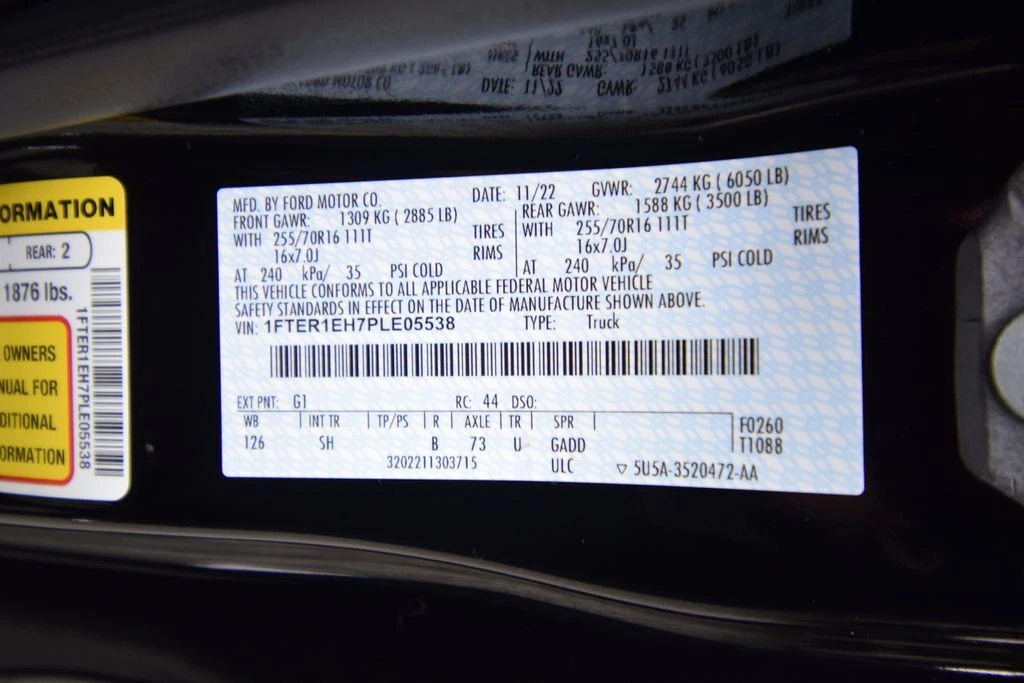 ORMATION
REAR: 2
1876 lbs.
OWNERS
NUAL FOR
DITIONAL
ORMATION
1FTER1EH7PLE05538
MFD. BY FORD MOTOR CO.
DATE: 11/22 GVWR: 2744 KG ( 6050 LB)
FRONT GAWR: 1309 KG ( 2885 LB)
WITH 255/70R16 111T TIRES
16x7.0J RIMS
AT 240 kPa/ 35 PSI COLD
REAR GAWR: 1588 KG ( 3500 LB)
WITH 255/70R16 111T TIRES
16x7.0J RIMS
AT 240 kPa/ 35 PSI COLD
THIS VEHICLE CONFORMS TO ALL APPLICABLE FEDERAL MOTOR VEHICLE
SAFETY STANDARDS IN EFFECT ON THE DATE OF MANUFACTURE SHOWN ABOVE.
VIN: 1FTER1EH7PLE05538 TYPE: Truck
EXT PNT: G1 RC: 44 DSO:
WB INT TR TP/PS R AXLE TR SPR
126 SH B 73 U GADD
F0260
T1088
3202211303715 ULC ▽ 5U5A-3520472-AA